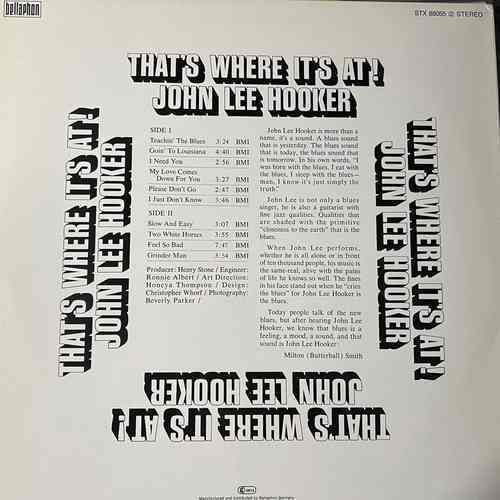 bellaphon
STX 88055 Ⓟ STEREO
THAT'S WHERE IT'S AT!
JOHN LEE HOOKER
THAT'S WHERE IT'S AT!
JOHN LEE HOOKER
SIDE I
Teachin' The Blues 3:24 BMI
Goin' To Louisiana 4:40 BMI
I Need You 2:56 BMI
My Love Comes
Down For You 3:27 BMI
Please Don't Go 2:47 BMI
I Just Don't Know 3:46 BMI
SIDE II
Slow And Easy 3:07 BMI
Two White Horses 3:55 BMI
Feel So Bad 7:47 BMI
Grinder Man 3:54 BMI
Producer: Henry Stone / Engineer:
Ronnie Albert / Art Direction:
Honeya Thompson / Design:
Christopher Whorf / Photography:
Beverly Parker /
John Lee Hooker is more than a
name, it's a sound. A blues sound
that is yesterday. The blues sound
that is today, the blues sound that
is tomorrow. In his own words, "I
was born with the blues, I eat with
the blues, I sleep with the blues—
man, I know it's just simply the
truth."
John Lee is not only a blues
singer, he is also a guitarist with
fine jazz qualities. Qualities that
are shaded with the primitive
"closeness to the earth" that is the
blues.
When John Lee performs,
whether he is all alone or in front
of ten thousand people, his music is
the same-real, alive with the pains
of life he knows so well. The lines
in his face stand out when he "cries
the blues" for John Lee Hooker is
the blues.
Today people talk of the new
blues, but after hearing John Lee
Hooker, we know that blues is a
feeling, a mood, a sound, and that
sound is John Lee Hooker.
Milton (Butterball) Smith
THAT'S WHERE IT'S AT!
JOHN LEE HOOKER
THAT'S WHERE IT'S AT!
JOHN LEE HOOKER
Manufactured and distributed by Bellaphon, Germany